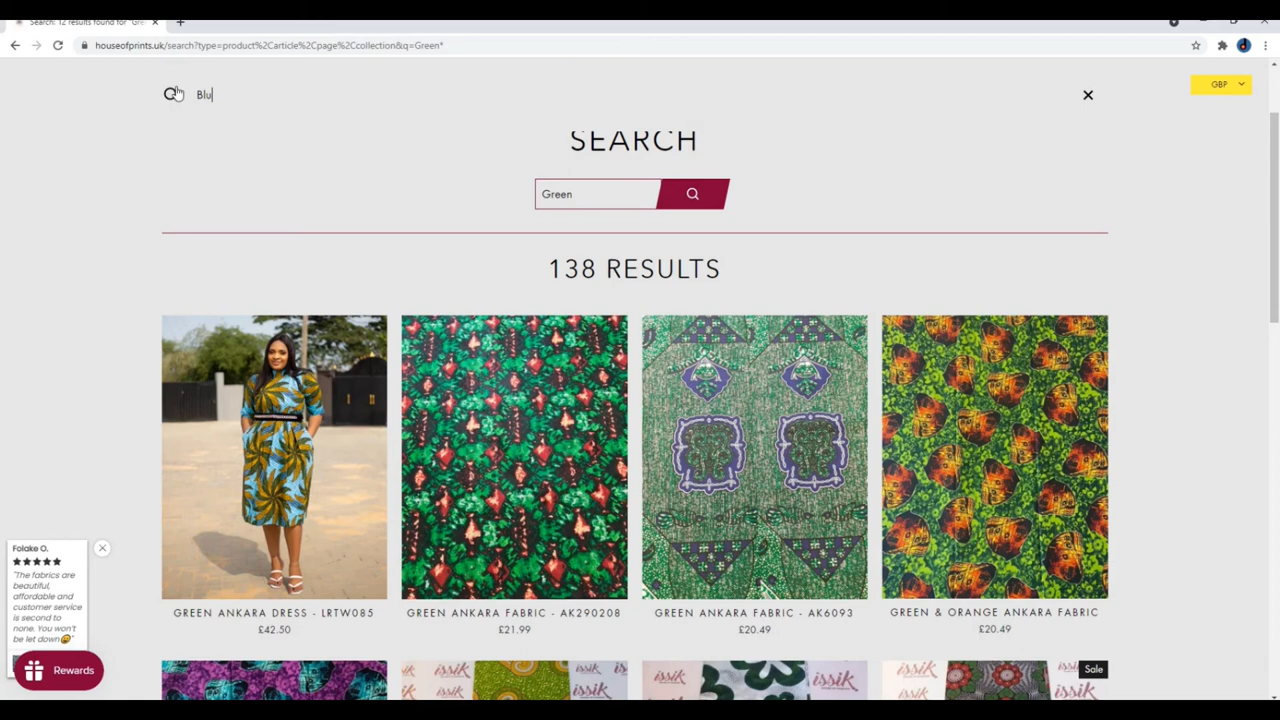 Search: 12 results found for "Gre
houseofprints.uk/search?type=product%2Carticle%2Cpage%2Ccollection&q=Green*
Blu
GBP
SEARCH
Green
138 RESULTS
GREEN ANKARA DRESS - LRTW085
£42.50
GREEN ANKARA FABRIC - AK290208
£21.99
GREEN ANKARA FABRIC - AK6093
£20.49
GREEN & ORANGE ANKARA FABRIC
£20.49
Folake O.
"The fabrics are
beautiful,
affordable and
customer service
is second to
none. You won't
be let down
Rewards
issik
issik
issik
issik
issik
Sale
issik